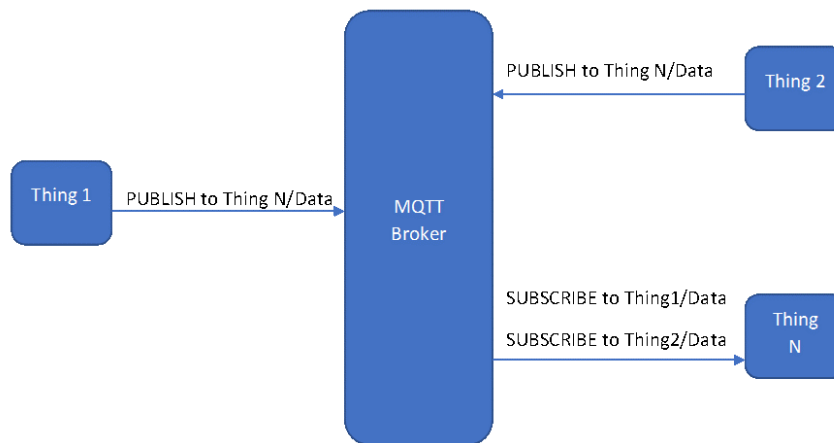 PUBLISH to Thing N/Data
Thing 2
Thing 1
PUBLISH to Thing N/Data
MQTT
Broker
SUBSCRIBE to Thing1/Data
SUBSCRIBE to Thing2/Data
Thing
N